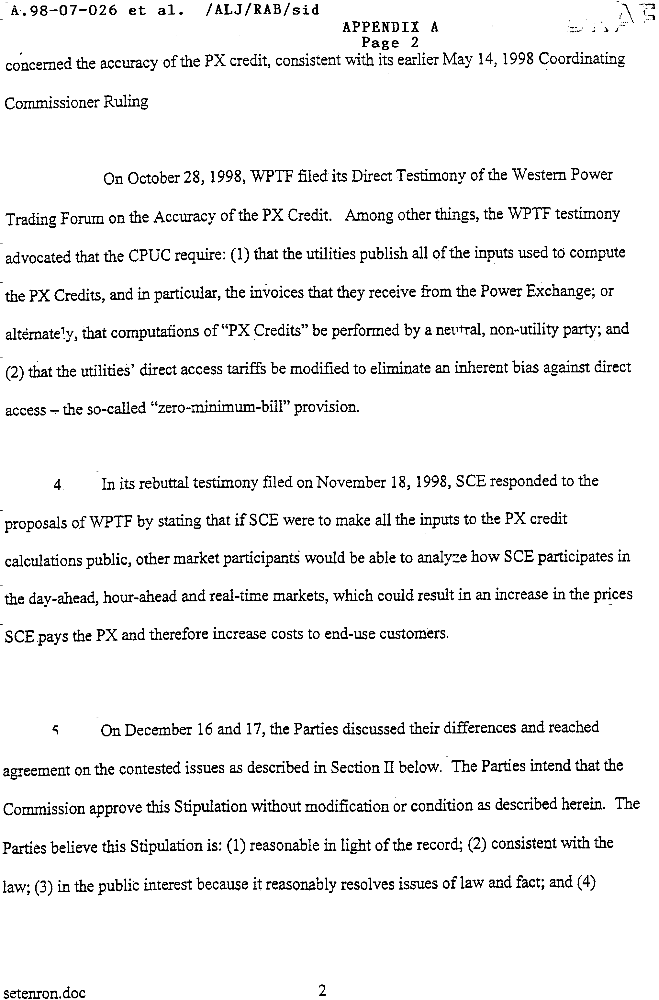 A.98-07-026 et al. /ALJ/RAB/sid
APPENDIX A
Page 2
concerned the accuracy of the PX credit, consistent with its earlier May 14, 1998 Coordinating
Commissioner Ruling.
On October 28, 1998, WPTF filed its Direct Testimony of the Western Power
Trading Forum on the Accuracy of the PX Credit. Among other things, the WPTF testimony
advocated that the CPUC require: (1) that the utilities publish all of the inputs used to compute
the PX Credits, and in particular, the invoices that they receive from the Power Exchange; or
alternately, that computations of “PX Credits” be performed by a neutral, non-utility party; and
(2) that the utilities’ direct access tariffs be modified to eliminate an inherent bias against direct
access – the so-called “zero-minimum-bill” provision.
4. In its rebuttal testimony filed on November 18, 1998, SCE responded to the
proposals of WPTF by stating that if SCE were to make all the inputs to the PX credit
calculations public, other market participants would be able to analyze how SCE participates in
the day-ahead, hour-ahead and real-time markets, which could result in an increase in the prices
SCE pays the PX and therefore increase costs to end-use customers.
5 On December 16 and 17, the Parties discussed their differences and reached
agreement on the contested issues as described in Section II below. The Parties intend that the
Commission approve this Stipulation without modification or condition as described herein. The
Parties believe this Stipulation is: (1) reasonable in light of the record; (2) consistent with the
law; (3) in the public interest because it reasonably resolves issues of law and fact; and (4)
setenron.doc
2